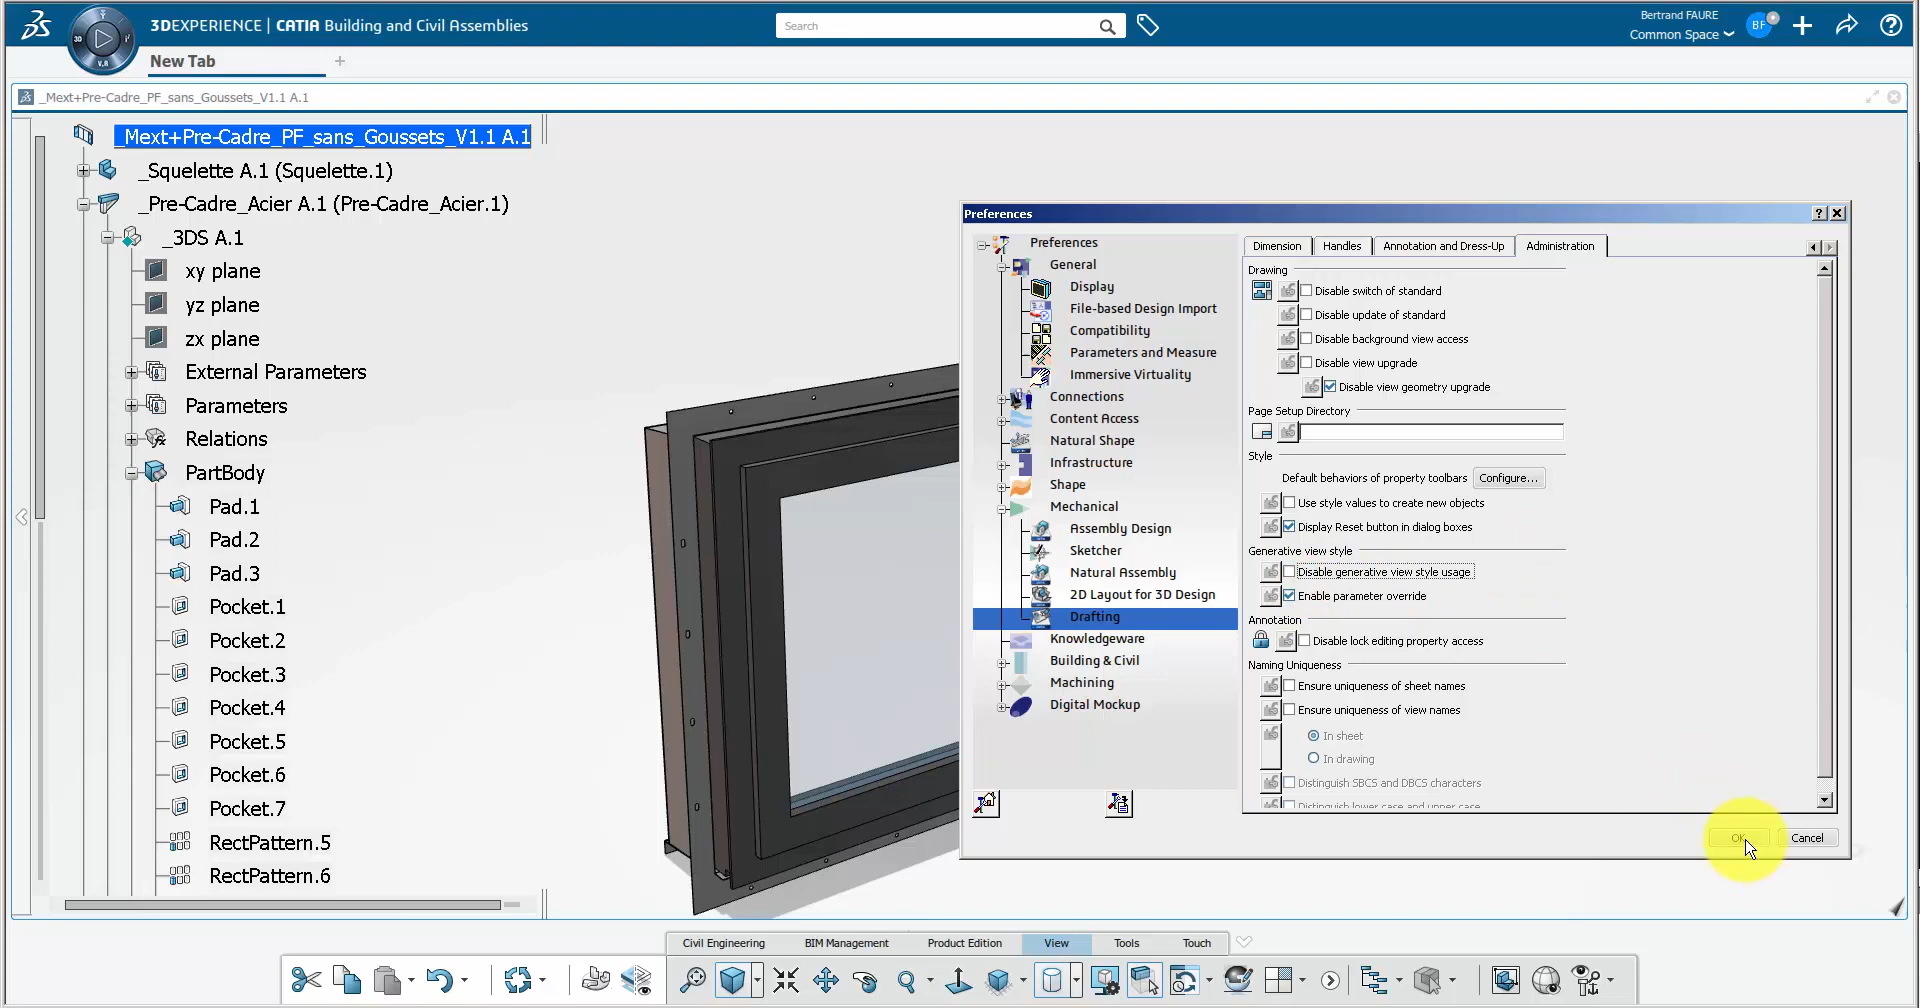 3DEXPERIENCE | CATIA Building and Civil Assemblies
Search
Bertrand FAURE
Common Space
BF
3D
V.R
New Tab
_Mext+Pre-Cadre_PF_sans_Goussets_V1.1 A.1
_Mext+Pre-Cadre_PF_sans_Goussets_V1.1 A.1
_Squelette A.1 (Squelette.1)
_Pre-Cadre_Acier A.1 (Pre-Cadre_Acier.1)
_3DS A.1
xy plane
yz plane
zx plane
External Parameters
Parameters
Relations
PartBody
Pad.1
Pad.2
Pad.3
Pocket.1
Pocket.2
Pocket.3
Pocket.4
Pocket.5
Pocket.6
Pocket.7
RectPattern.5
RectPattern.6
Preferences
Preferences
General
Display
File-based Design Import
Compatibility
Parameters and Measure
Immersive Virtuality
Connections
Content Access
Natural Shape
Infrastructure
Shape
Mechanical
Assembly Design
Sketcher
Natural Assembly
2D Layout for 3D Design
Drafting
Knowledgeware
Building & Civil
Machining
Digital Mockup
Dimension
Handles
Annotation and Dress-Up
Administration
Drawing
Disable switch of standard
Disable update of standard
Disable background view access
Disable view upgrade
Disable view geometry upgrade
Page Setup Directory
Style
Default behaviors of property toolbars
Configure...
Use style values to create new objects
Display Reset button in dialog boxes
Generative view style
Disable generative view style usage
Enable parameter override
Annotation
Disable lock editing property access
Naming Uniqueness
Ensure uniqueness of sheet names
Ensure uniqueness of view names
In sheet
In drawing
Distinguish SBCS and DBCS characters
Distinguish lower case and upper case
OK
Cancel
Civil Engineering
BIM Management
Product Edition
View
Tools
Touch